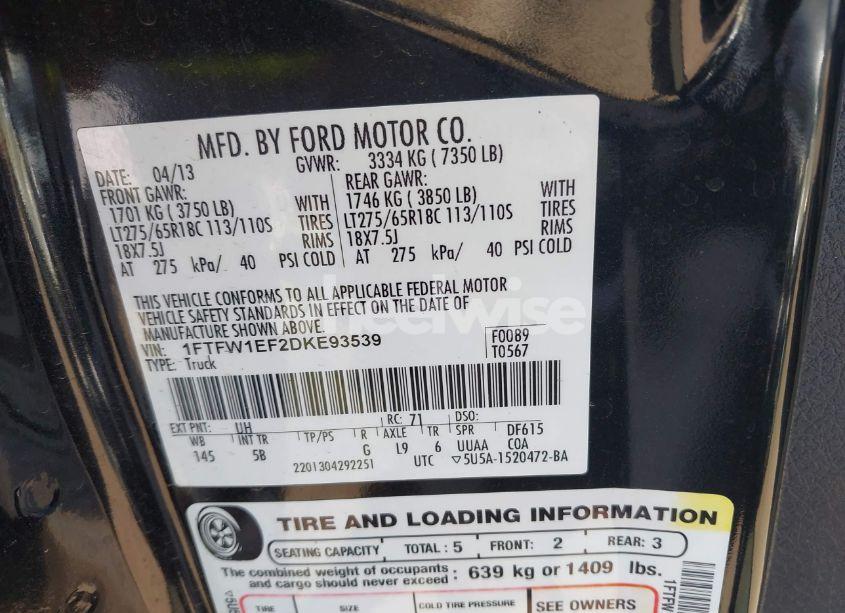 MFD. BY FORD MOTOR CO.
DATE: 04/13 GVWR: 3334 KG ( 7350 LB)
FRONT GAWR: REAR GAWR:
1701 KG ( 3750 LB) WITH 1746 KG ( 3850 LB) WITH
LT275/65R18C 113/110S TIRES LT275/65R18C 113/110S TIRES
18X7.5J RIMS 18X7.5J RIMS
AT 275 kPa/ 40 PSI COLD AT 275 kPa/ 40 PSI COLD
THIS VEHICLE CONFORMS TO ALL APPLICABLE FEDERAL MOTOR
VEHICLE SAFETY STANDARDS IN EFFECT ON THE DATE OF
MANUFACTURE SHOWN ABOVE.
VIN: 1FTFW1EF2DKE93539 F0089
TYPE: Truck T0567
EXT PNT: UH RC: 71 DSO:
WB INT TR TP/PS R AXLE TR SPR DF615
145 5B G L9 6 UUAA COA
2201304292251 UTC ▽5U5A-1520472-BA
TIRE AND LOADING INFORMATION
SEATING CAPACITY TOTAL: 5 FRONT: 2 REAR: 3
The combined weight of occupants
and cargo should never exceed : 639 kg or 1409 lbs.
TIRE SIZE COLD TIRE PRESSURE SEE OWNERS
1FTFW